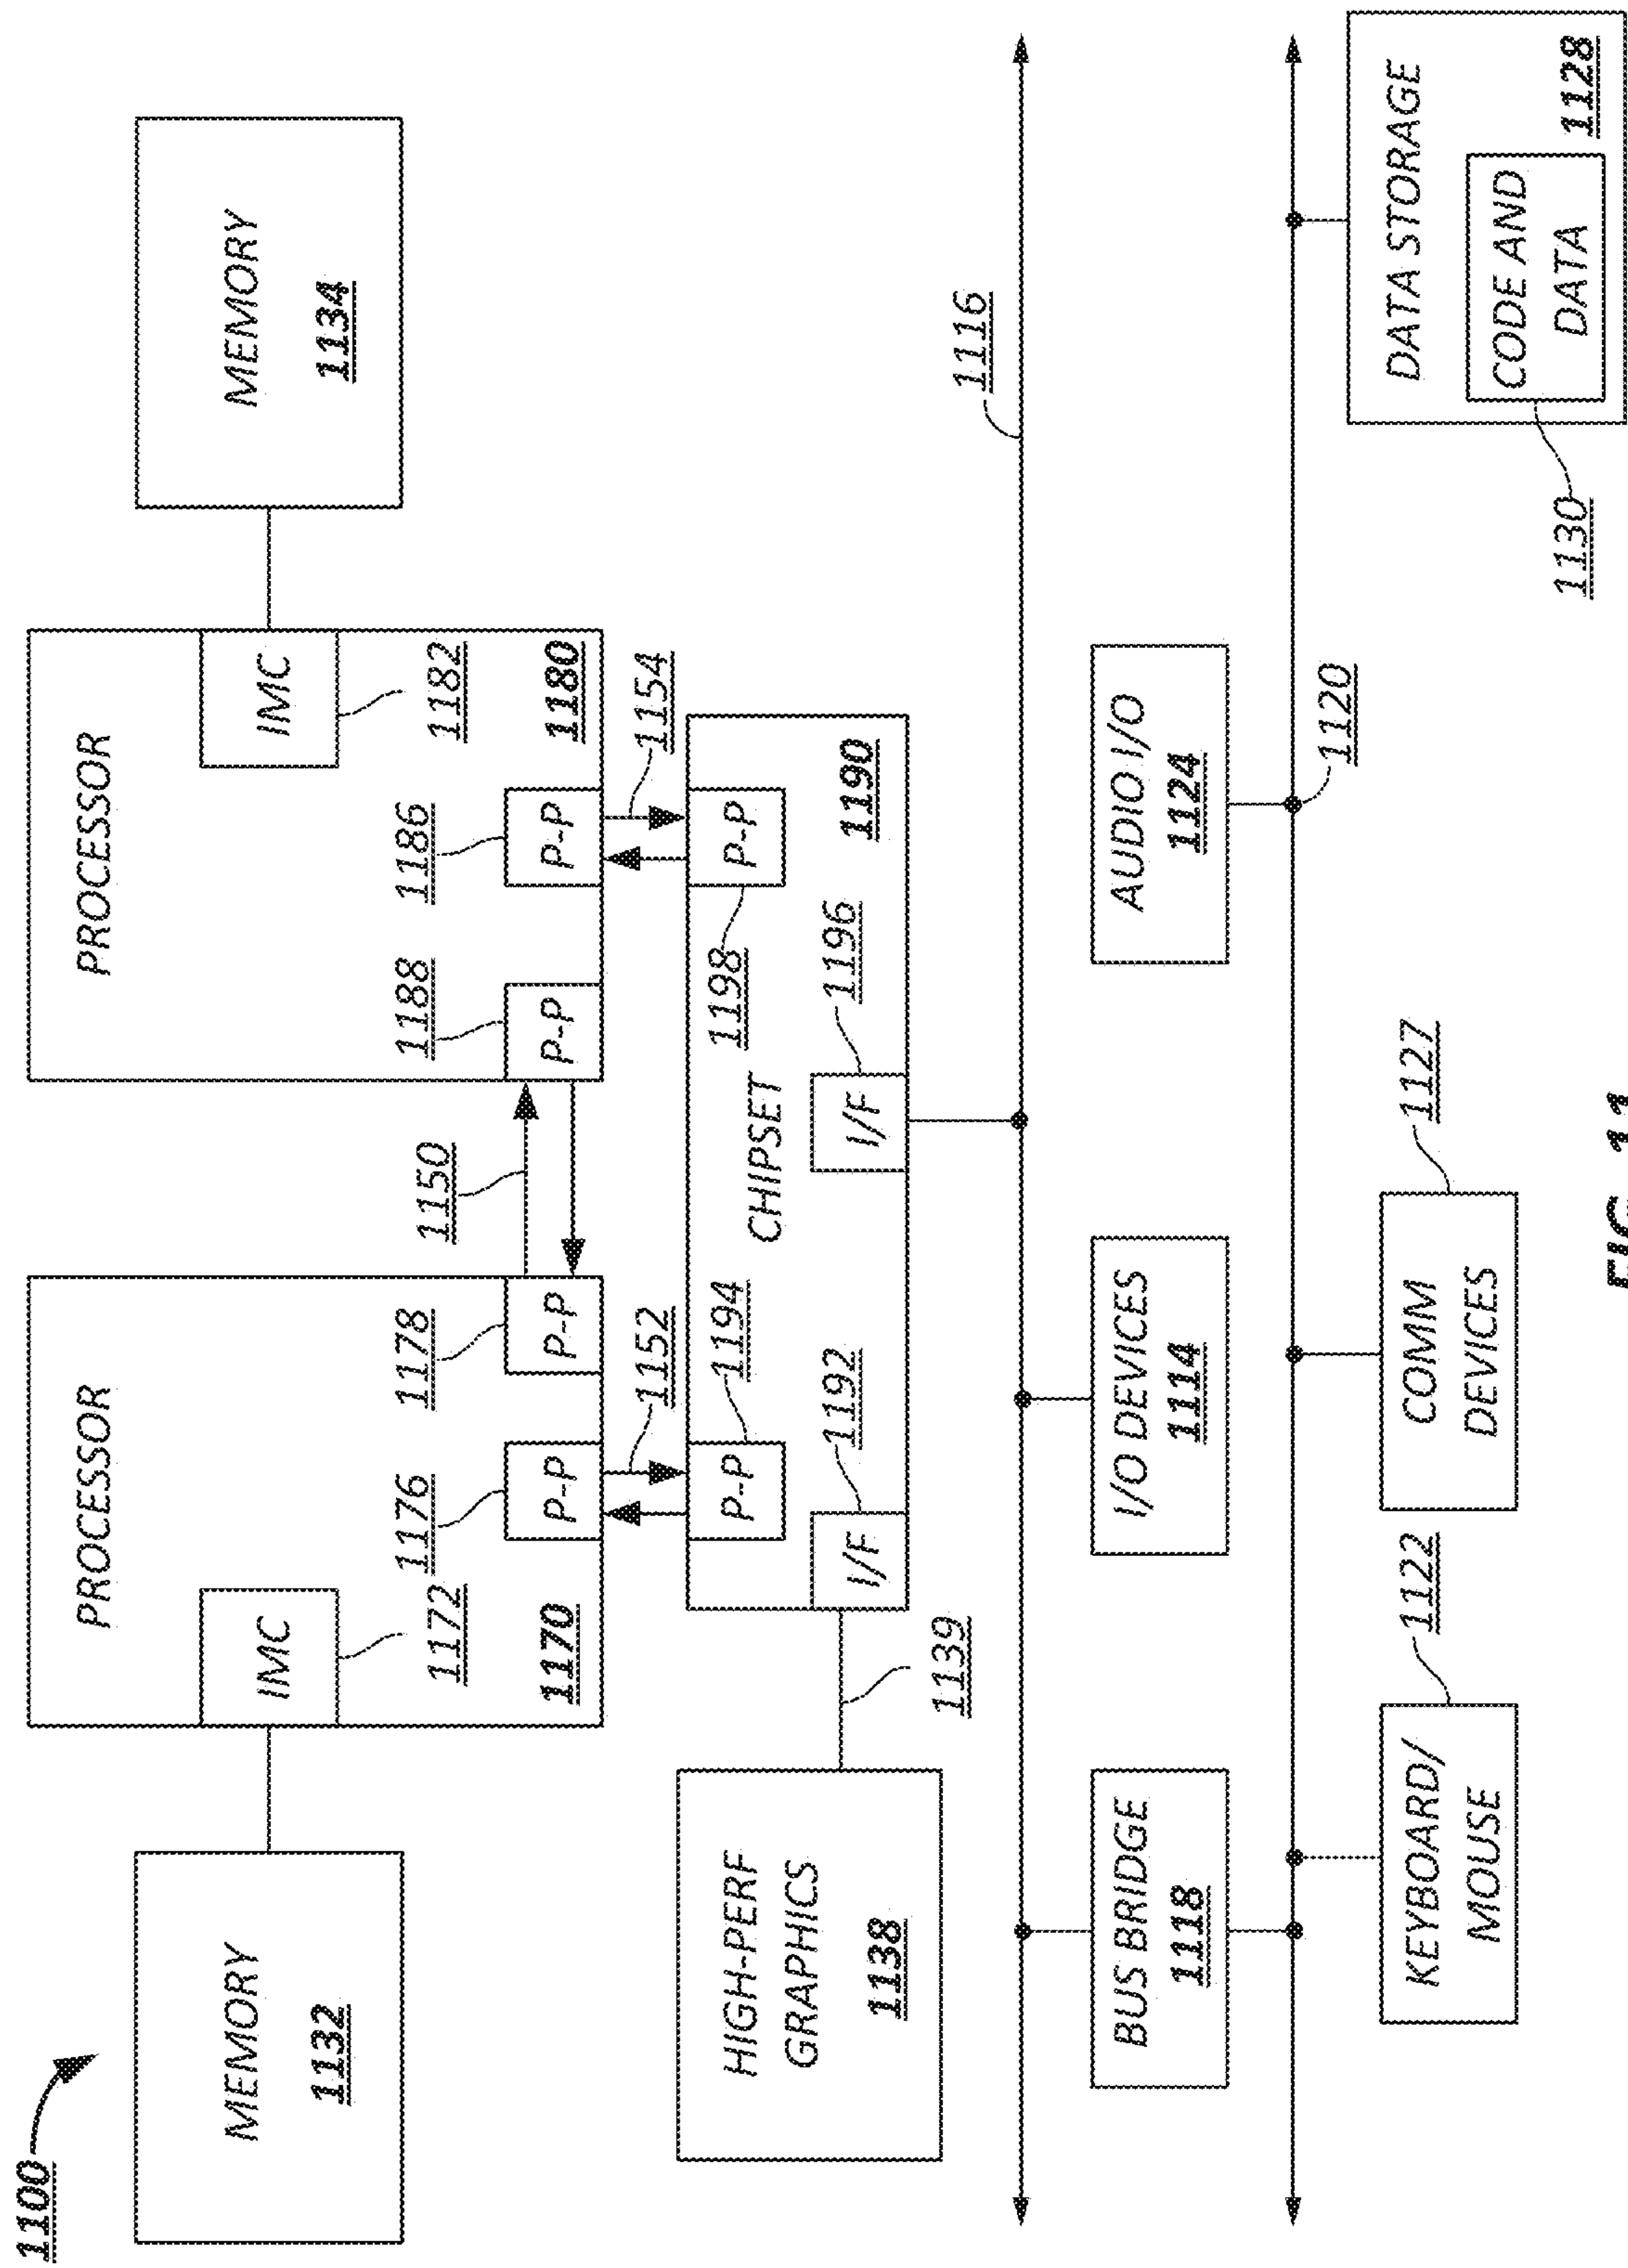 1100
MEMORY
1132
PROCESSOR
IMC
1172
1170
1176
P-P
1178
P-P
1150
PROCESSOR
1188
P-P
1186
P-P
IMC
1182
1180
MEMORY
1134
1152
1154
HIGH-PERF
GRAPHICS
1138
1139
P-P
1194
I/F
1192
CHIPSET
1198
P-P
I/F
1196
1190
1116
BUS BRIDGE
1118
I/O DEVICES
1114
AUDIO I/O
1124
1120
KEYBOARD/
MOUSE
1122
COMM
DEVICES
1127
DATA STORAGE
CODE AND
DATA
1128
1130
FIG. 11